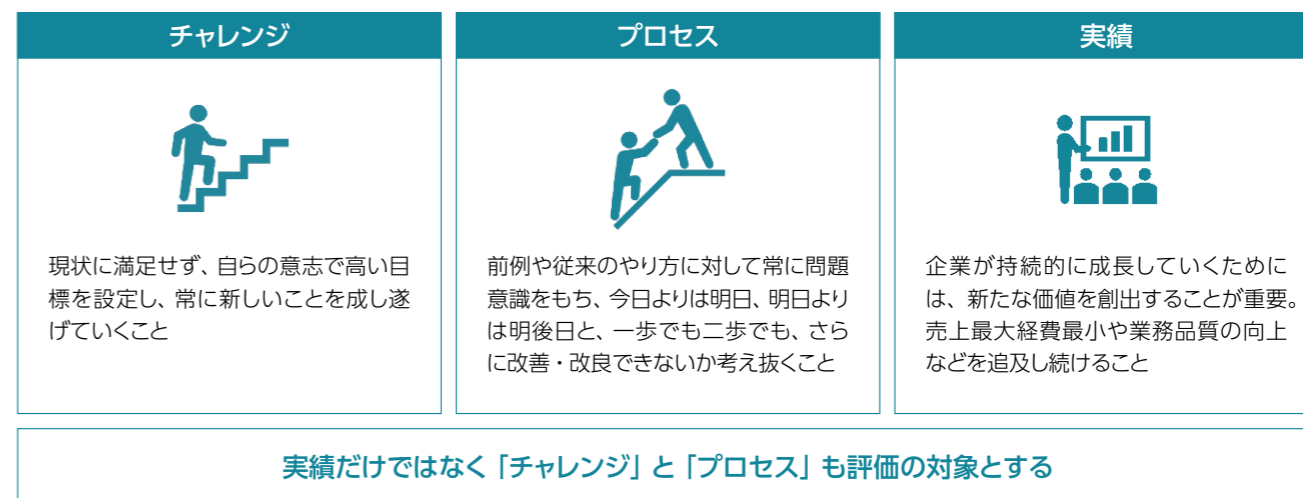 チャレンジ
現状に満足せず、自らの意志で高い目
標を設定し、常に新しいことを成し遂
げていくこと
プロセス
前例や従来のやり方に対して常に問題
意識をもち、今日よりは明日、明日より
は明後日と、一歩でも二歩でも、さら
に改善・改良できないか考え抜くこと
実績
企業が持続的に成長していくために
は、新たな価値を創出することが重要。
売上最大経費最小や業務品質の向上
などを追及し続けること
実績だけではなく「チャレンジ」と「プロセス」も評価の対象とする